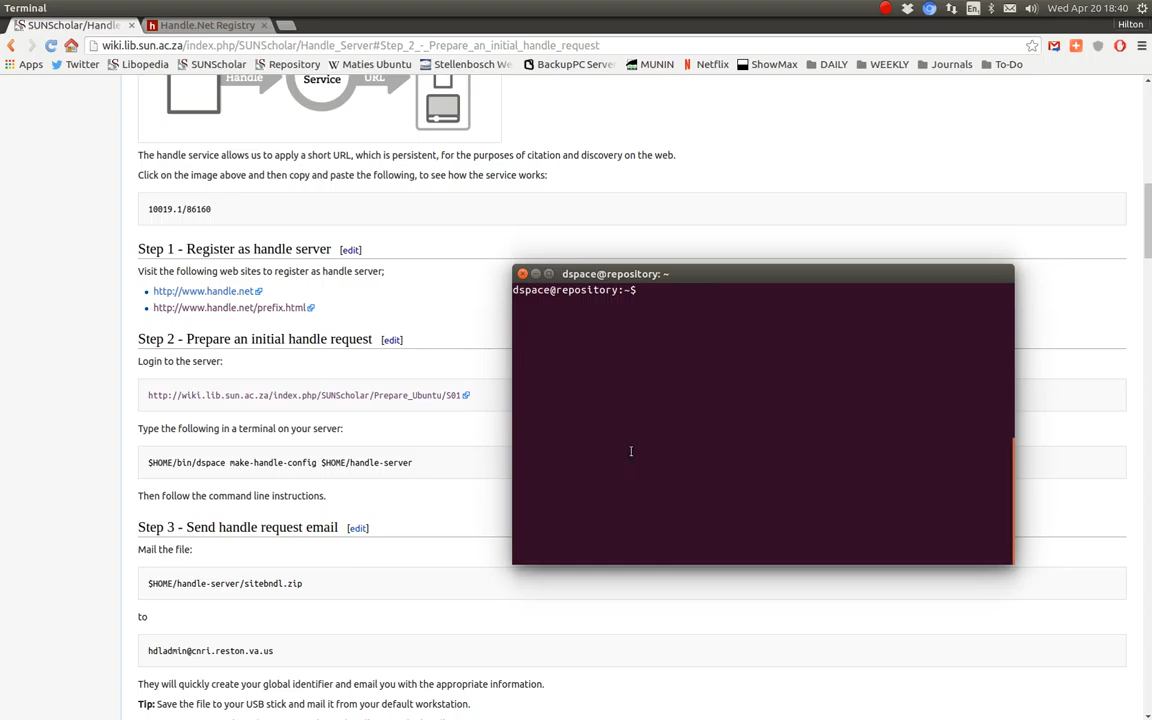 Terminal
En
Wed Apr 20 18:40
SUNScholar/Handle
Handle.Net Registry
Hilton
wiki.lib.sun.ac.za/index.php/SUNScholar/Handle_Server#Step_2_-_Prepare_an_initial_handle_request
Apps Twitter Libopedia SUNScholar Repository Maties Ubuntu Stellenbosch We BackupPC Server MUNIN Netflix ShowMax DAILY WEEKLY Journals To-Do
Handle Service URL
The handle service allows us to apply a short URL, which is persistent, for the purposes of citation and discovery on the web.
Click on the image above and then copy and paste the following, to see how the service works:
10019.1/86160
Step 1 - Register as handle server [edit]
Visit the following web sites to register as handle server;
http://www.handle.net
http://www.handle.net/prefix.html
Step 2 - Prepare an initial handle request [edit]
Login to the server:
http://wiki.lib.sun.ac.za/index.php/SUNScholar/Prepare_Ubuntu/S01
Type the following in a terminal on your server:
$HOME/bin/dspace make-handle-config $HOME/handle-server
Then follow the command line instructions.
Step 3 - Send handle request email [edit]
Mail the file:
$HOME/handle-server/sitebndl.zip
to
hdladmin@cnri.reston.va.us
They will quickly create your global identifier and email you with the appropriate information.
Tip: Save the file to your USB stick and mail it from your default workstation.
dspace@repository: ~
dspace@repository:~$